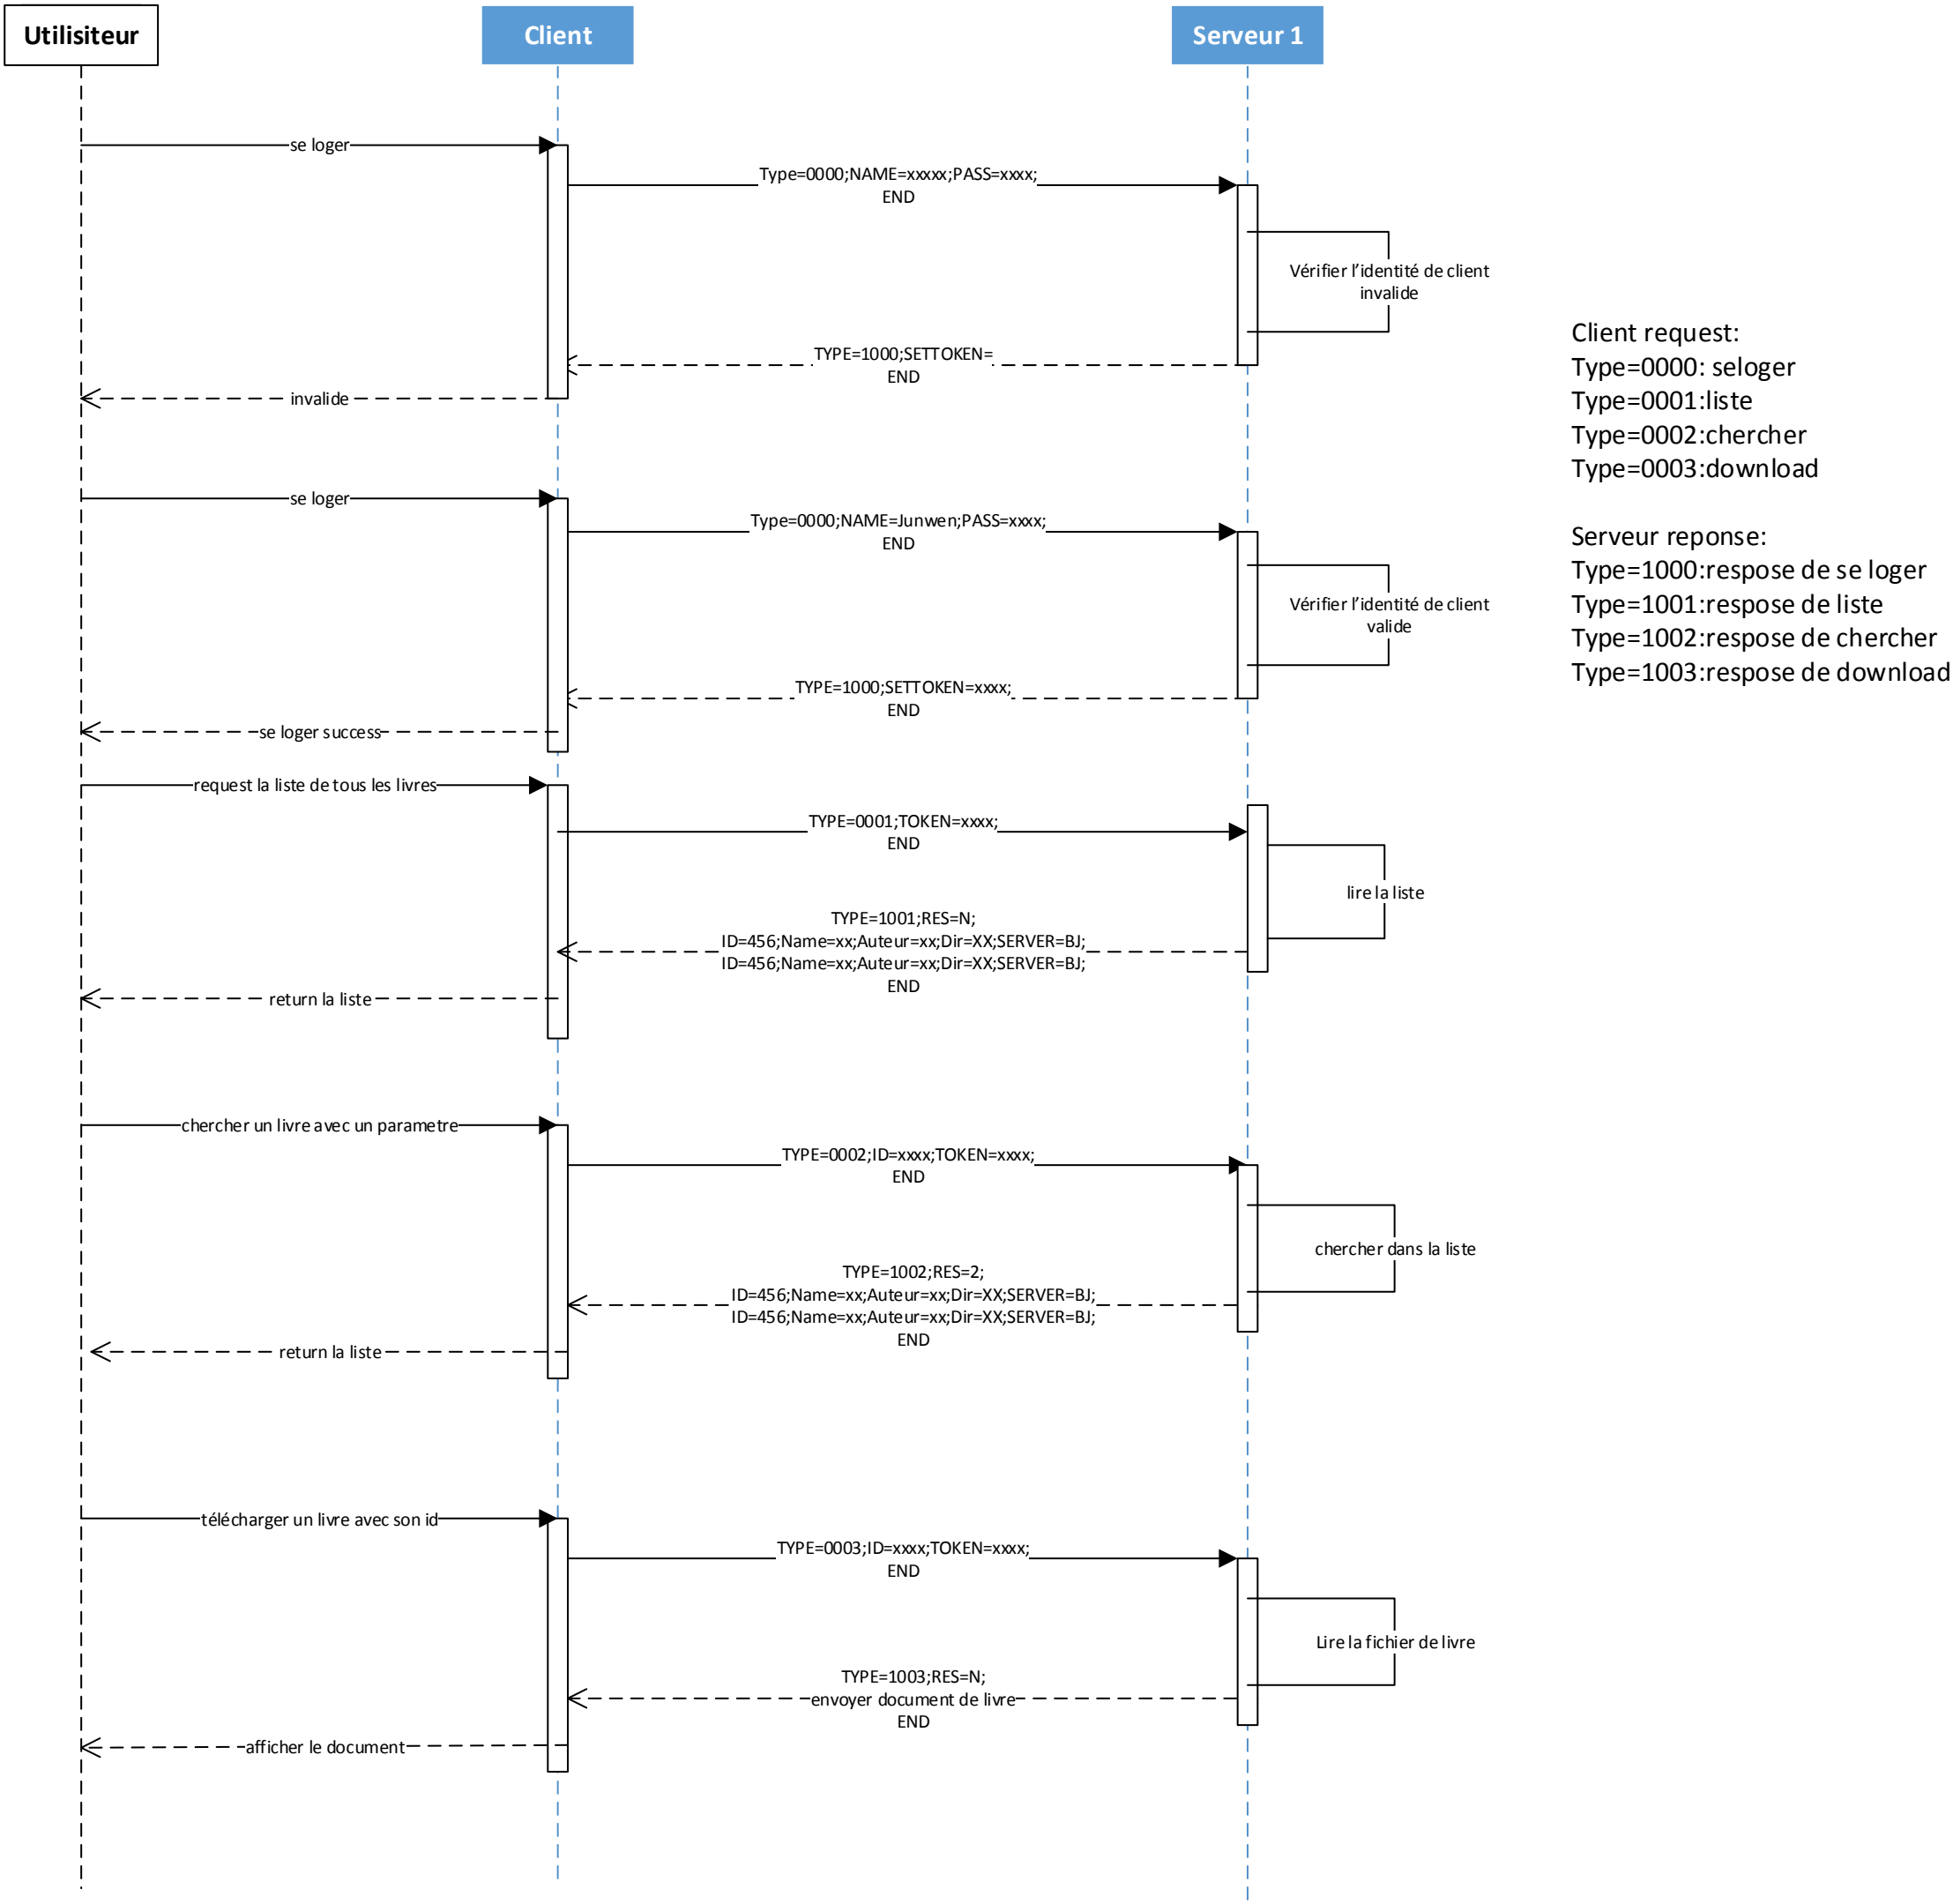 Utilisiteur
Client
Serveur 1
se loger
Type=0000;NAME=xxxxx;PASS=xxxx;
END
Vérifier l'identité de client
invalide
TYPE=1000;SETTOKEN=
END
invalide
Client request:
Type=0000: seloger
Type=0001:liste
Type=0002:chercher
Type=0003:download
Serveur reponse:
Type=1000:respose de se loger
Type=1001:respose de liste
Type=1002:respose de chercher
Type=1003:respose de download
se loger
Type=0000;NAME=Junwen;PASS=xxxx;
END
Vérifier l'identité de client
valide
TYPE=1000;SETTOKEN=xxxx;
END
se loger success
request la liste de tous les livres
TYPE=0001;TOKEN=xxxx;
END
lire la liste
TYPE=1001;RES=N;
ID=456;Name=xx;Auteur=xx;Dir=XX;SERVER=BJ;
ID=456;Name=xx;Auteur=xx;Dir=XX;SERVER=BJ;
END
return la liste
chercher un livre avec un parametre
TYPE=0002;ID=xxxx;TOKEN=xxxx;
END
chercher dans la liste
TYPE=1002;RES=2;
ID=456;Name=xx;Auteur=xx;Dir=XX;SERVER=BJ;
ID=456;Name=xx;Auteur=xx;Dir=XX;SERVER=BJ;
END
return la liste
télécharger un livre avec son id
TYPE=0003;ID=xxxx;TOKEN=xxxx;
END
Lire la fichier de livre
TYPE=1003;RES=N;
envoyer document de livre
END
afficher le document